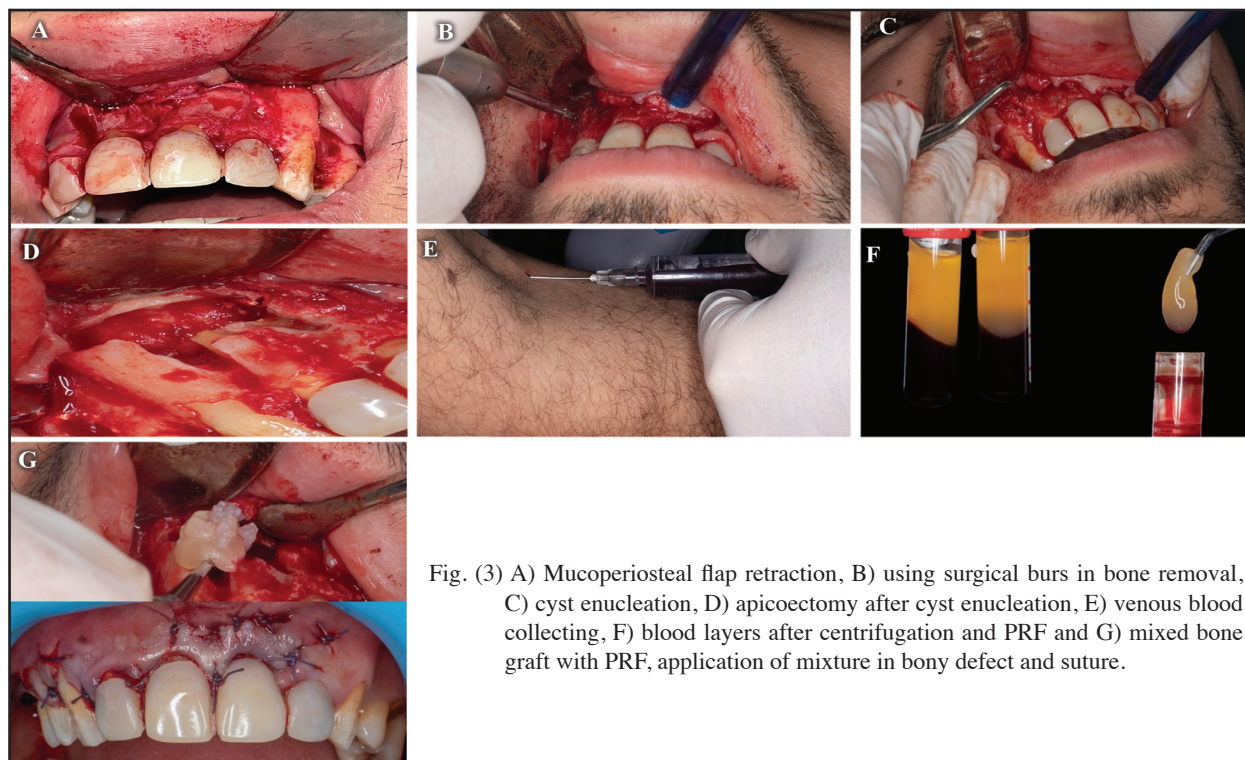 A
B
C
D
E
F
G
Fig. (3) A) Mucoperiosteal flap retraction, B) using surgical burs in bone removal,
C) cyst enucleation, D) apicoectomy after cyst enucleation, E) venous blood
collecting, F) blood layers after centrifugation and PRF and G) mixed bone
graft with PRF, application of mixture in bony defect and suture.